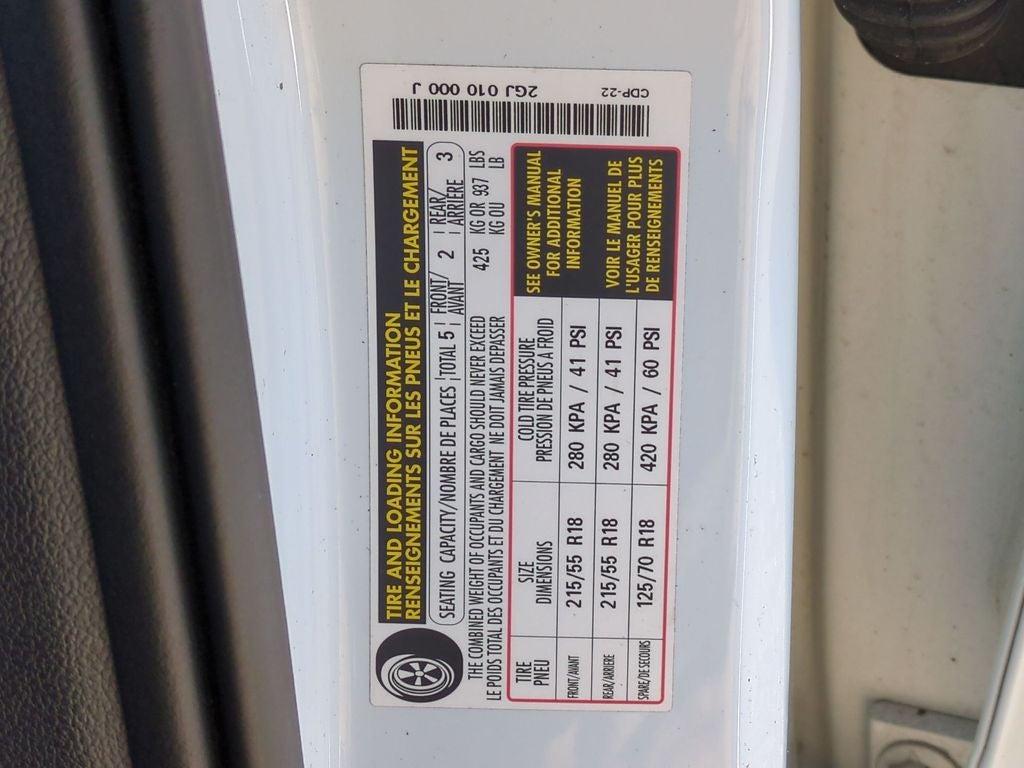 TIRE AND LOADING INFORMATION
RENSEIGNEMENTS SUR LES PNEUS ET LE CHARGEMENT
SEATING CAPACITY/NOMBRE DE PLACES TOTAL 5 FRONT/AVANT 2 REAR/ARRIÈRE 3
THE COMBINED WEIGHT OF OCCUPANTS AND CARGO SHOULD NEVER EXCEED 425 KG OR 937 LBS
LE POIDS TOTAL DES OCCUPANTS ET DU CHARGEMENT NE DOIT JAMAIS DEPASSER KG OU LB
TIRE SIZE COLD TIRE PRESSURE
PNEU DIMENSIONS PRESSION DE PNEUS A FROID
FRONT/AVANT 215/55 R18 280 KPA / 41 PSI
REAR/ARRIERE 215/55 R18 280 KPA / 41 PSI
SPARE/DE SECOURS 125/70 R18 420 KPA / 60 PSI
SEE OWNER'S MANUAL
FOR ADDITIONAL
INFORMATION
VOIR LE MANUEL DE
L'USAGER POUR PLUS
DE RENSEIGNEMENTS
2GJ 010 000 J
CDP-22